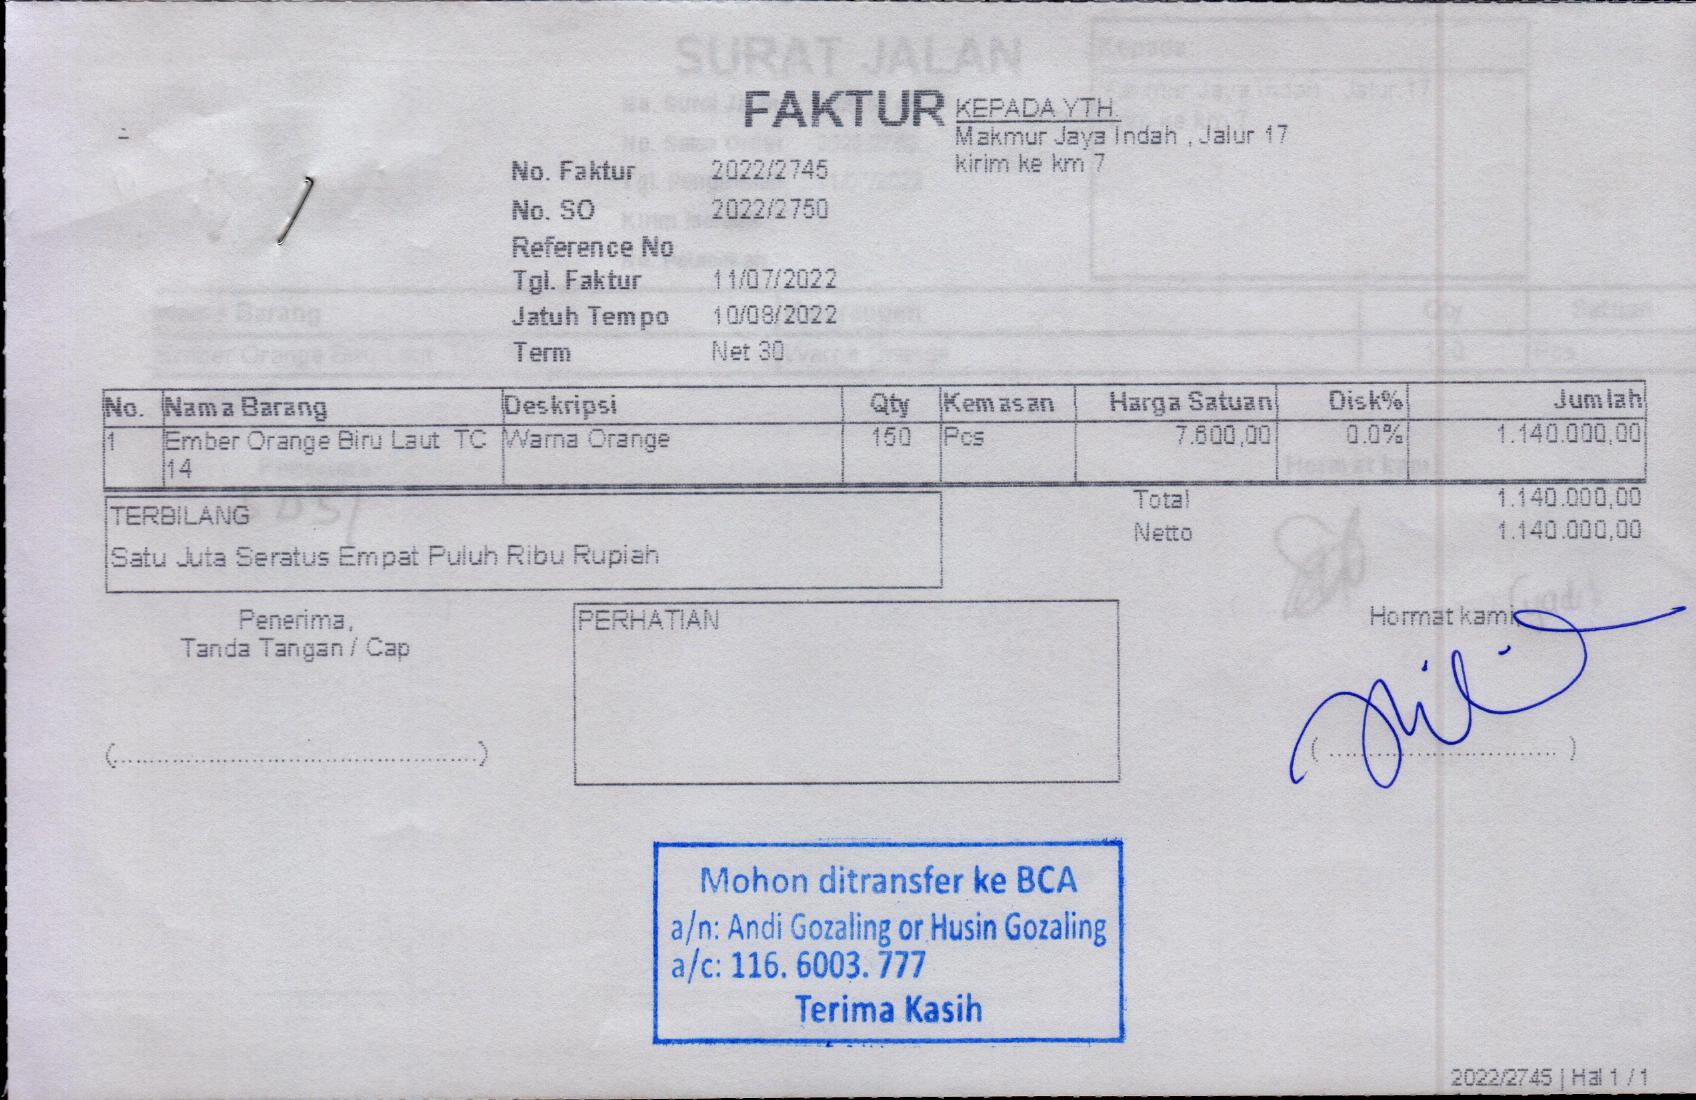 FAKTUR
KEPADA YTH.
Makmur Jaya Indah , Jalur 17
kirim ke km 7
No. Faktur 2022/2745
No. SO 2022/2750
Reference No
Tgl. Faktur 11/07/2022
Jatuh Tempo 10/08/2022
Term Net 30
No. Nama Barang Deskripsi Qty Kemasan Harga Satuan Disk% Jumlah
1 Ember Orange Biru Laut TC Warna Orange 150 Pcs 7.600,00 0.0% 1.140.000,00
14
Total 1.140.000,00
Netto 1.140.000,00
TERBILANG
Satu Juta Seratus Empat Puluh Ribu Rupiah
Penerima,
Tanda Tangan / Cap
(................................................)
PERHATIAN
Hormat kami,
( ............................... )
Mohon ditransfer ke BCA
a/n: Andi Gozaling or Husin Gozaling
a/c: 116. 6003. 777
Terima Kasih
2022/2745 | Hal 1 / 1
SURAT JALAN